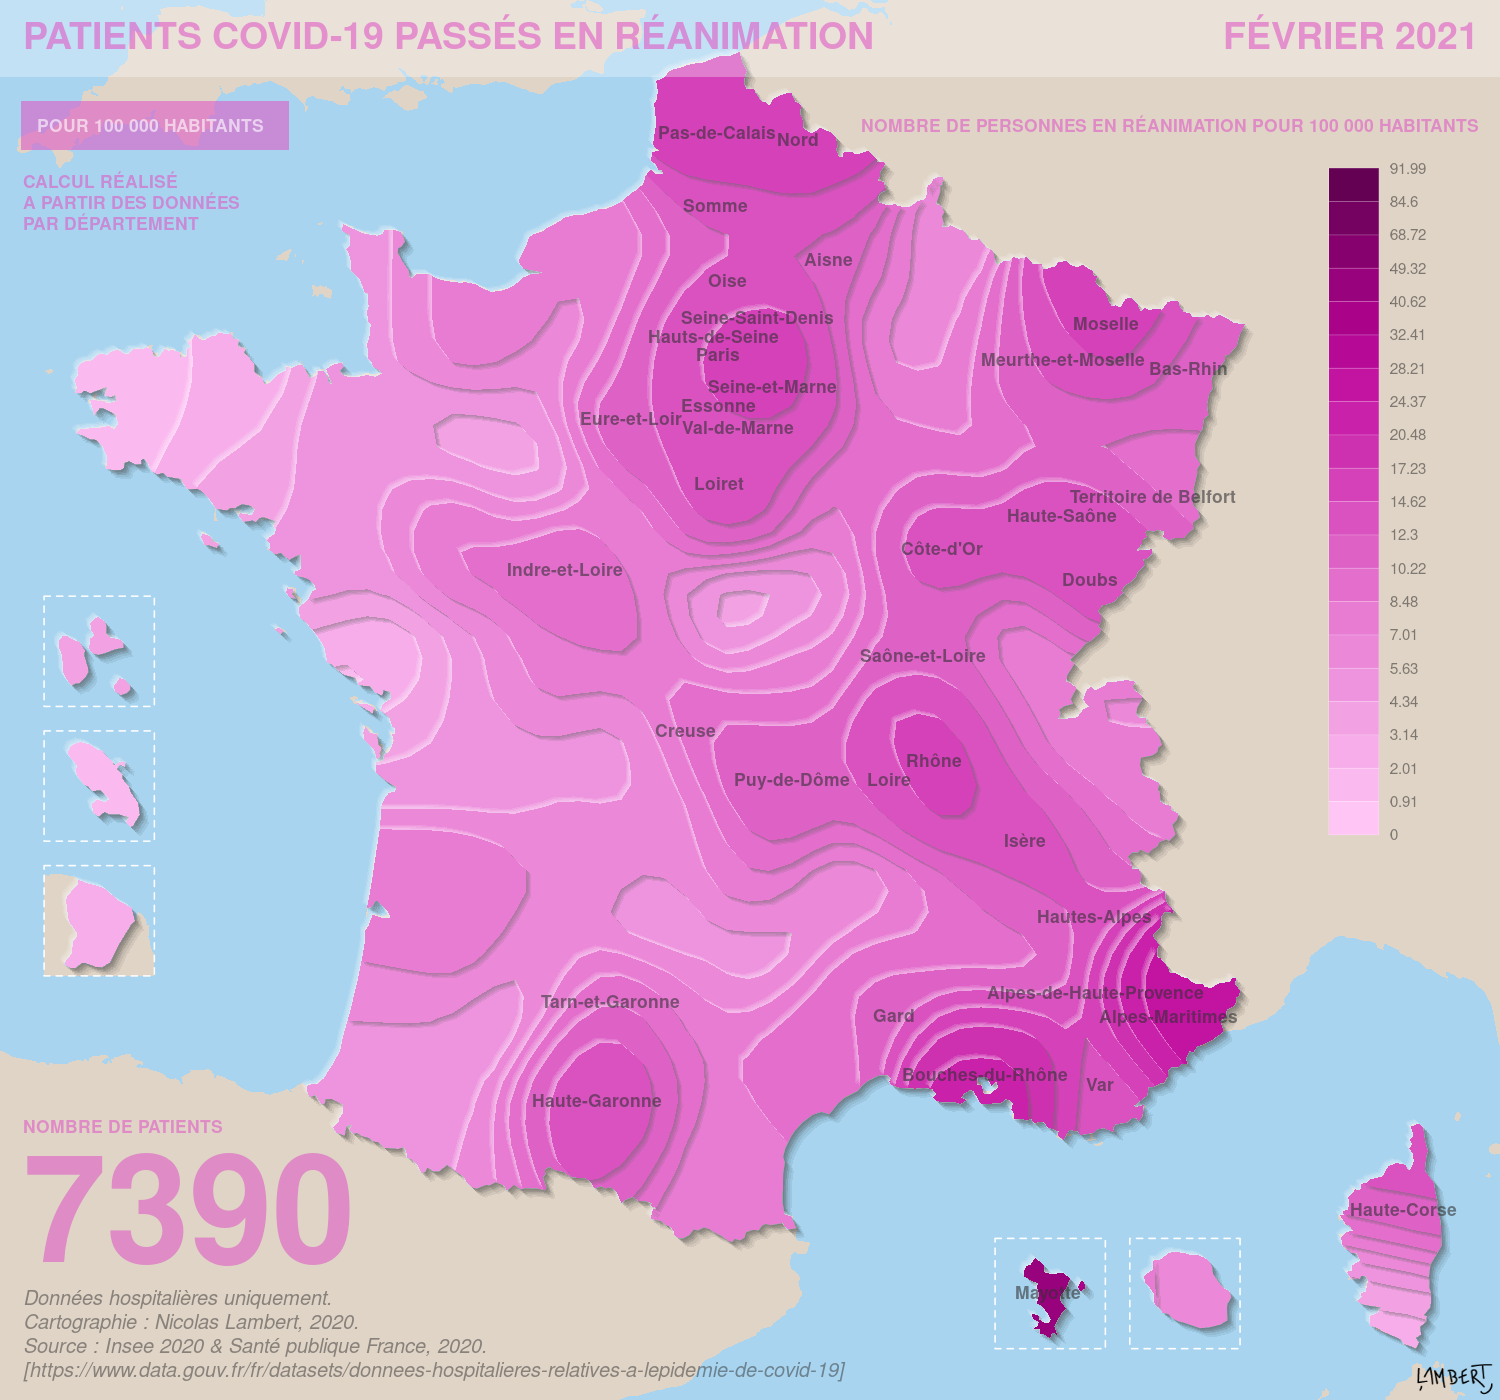 PATIENTS COVID-19 PASSÉS EN RÉANIMATION
FÉVRIER 2021
POUR 100 000 HABITANTS
CALCUL RÉALISÉ
A PARTIR DES DONNÉES
PAR DÉPARTEMENT
NOMBRE DE PERSONNES EN RÉANIMATION POUR 100 000 HABITANTS
91.99
84.6
68.72
49.32
40.62
32.41
28.21
24.37
20.48
17.23
14.62
12.3
10.22
8.48
7.01
5.63
4.34
3.14
2.01
0.91
0
Pas-de-Calais
Nord
Somme
Aisne
Oise
Seine-Saint-Denis
Hauts-de-Seine
Paris
Seine-et-Marne
Essonne
Eure-et-Loir
Val-de-Marne
Loiret
Moselle
Meurthe-et-Moselle
Bas-Rhin
Territoire de Belfort
Haute-Saône
Côte-d'Or
Doubs
Indre-et-Loire
Saône-et-Loire
Creuse
Puy-de-Dôme
Loire
Rhône
Isère
Hautes-Alpes
Alpes-de-Haute-Provence
Alpes-Maritimes
Gard
Bouches-du-Rhône
Var
Tarn-et-Garonne
Haute-Garonne
Haute-Corse
Mayotte
NOMBRE DE PATIENTS
7390
Données hospitalières uniquement.
Cartographie : Nicolas Lambert, 2020.
Source : Insee 2020 & Santé publique France, 2020.
[https://www.data.gouv.fr/fr/datasets/donnees-hospitalieres-relatives-a-lepidemie-de-covid-19]
LAMBERT